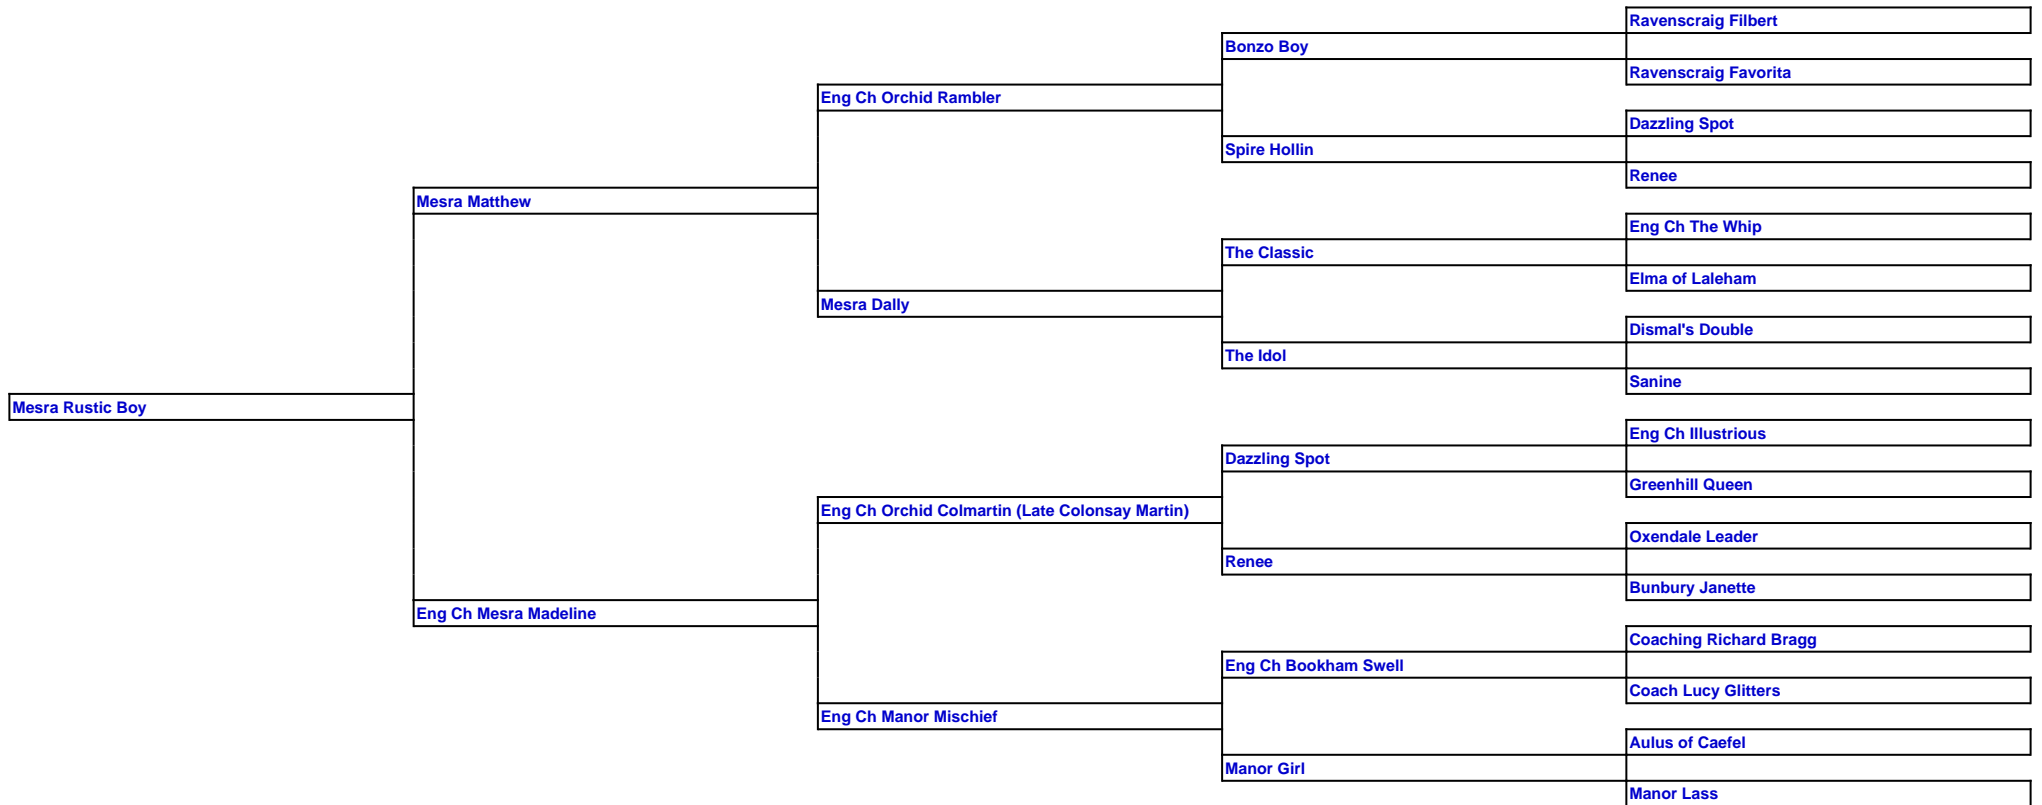 Ravenscraig Filbert
Bonzo Boy
Ravenscraig Favorita
Eng Ch Orchid Rambler
Dazzling Spot
Spire Hollin
Renee
Mesra Matthew
Eng Ch The Whip
The Classic
Elma of Laleham
Mesra Dally
Dismal's Double
The Idol
Sanine
Mesra Rustic Boy
Eng Ch Illustrious
Dazzling Spot
Greenhill Queen
Eng Ch Orchid Colmartin (Late Colonsay Martin)
Oxendale Leader
Renee
Bunbury Janette
Eng Ch Mesra Madeline
Coaching Richard Bragg
Eng Ch Bookham Swell
Coach Lucy Glitters
Eng Ch Manor Mischief
Aulus of Caefel
Manor Girl
Manor Lass